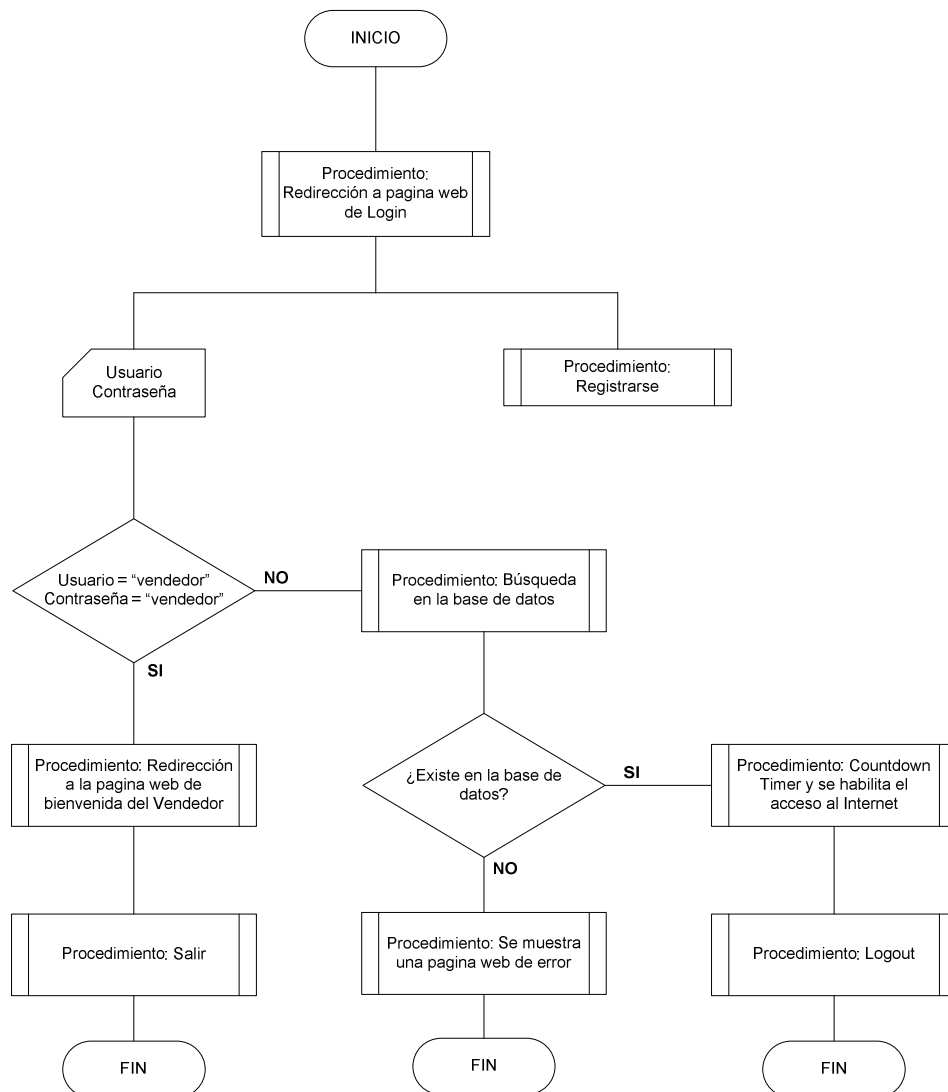 INICIO
Procedimiento:
Redirección a pagina web
de Login
Usuario
Contraseña
Procedimiento:
Registrarse
Usuario = “vendedor”
Contraseña = “vendedor”
NO
Procedimiento: Búsqueda
en la base de datos
SI
Procedimiento: Redirección
a la pagina web de
bienvenida del Vendedor
¿Existe en la base de
datos?
SI
Procedimiento: Countdown
Timer y se habilita el
acceso al Internet
NO
Procedimiento: Salir
Procedimiento: Se muestra
una pagina web de error
Procedimiento: Logout
FIN
FIN
FIN